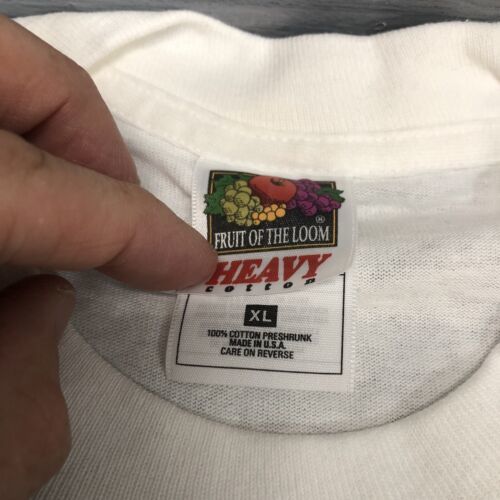 FRUIT OF THE LOOM
®
HEAVY
cotton
XL
100% COTTON PRESHRUNK
MADE IN U.S.A.
CARE ON REVERSE